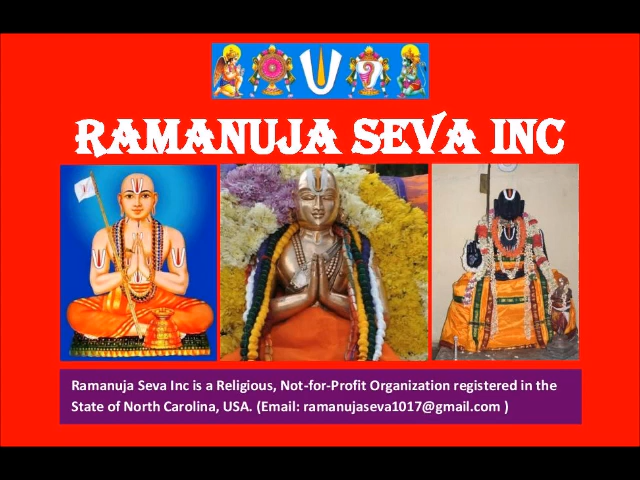 RAMANUJA SEVA INC
Ramanuja Seva Inc is a Religious, Not-for-Profit Organization registered in the
State of North Carolina, USA. (Email: ramanujaseva1017@gmail.com )